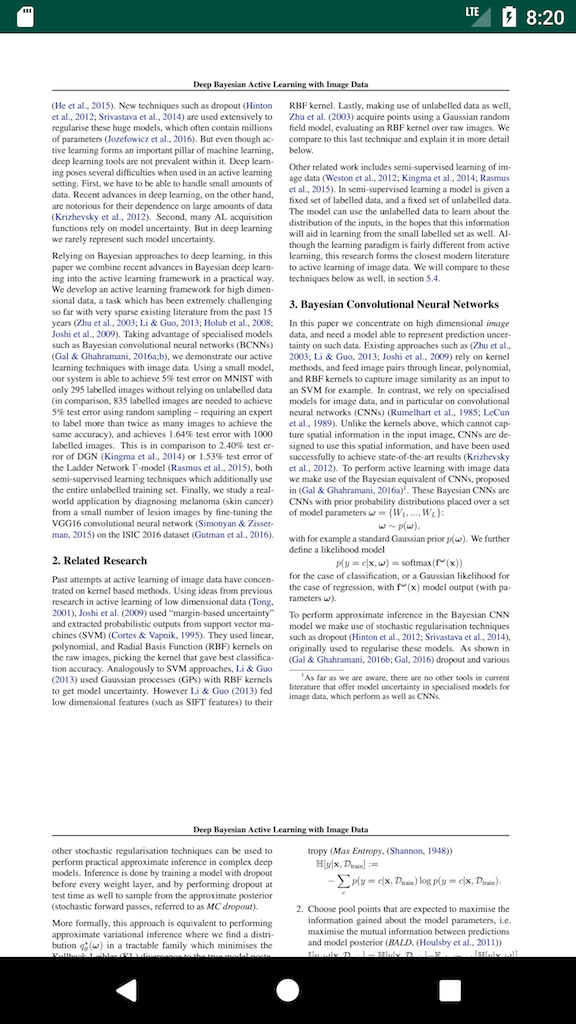 LTE 8:20
Deep Bayesian Active Learning with Image Data
(He et al., 2015). New techniques such as dropout (Hinton
et al., 2012; Srivastava et al., 2014) are used extensively to
regularise these huge models, which often contain millions
of parameters (Jozefowicz et al., 2016). But even though ac-
tive learning forms an important pillar of machine learning,
deep learning tools are not prevalent within it. Deep learn-
ing poses several difficulties when used in an active learning
setting. First, we have to be able to handle small amounts of
data. Recent advances in deep learning, on the other hand,
are notorious for their dependence on large amounts of data
(Krizhevsky et al., 2012). Second, many AL acquisition
functions rely on model uncertainty. But in deep learning
we rarely represent such model uncertainty.
Relying on Bayesian approaches to deep learning, in this
paper we combine recent advances in Bayesian deep learn-
ing into the active learning framework in a practical way.
We develop an active learning framework for high dimen-
sional data, a task which has been extremely challenging
so far with very sparse existing literature from the past 15
years (Zhu et al., 2003; Li & Guo, 2013; Holub et al., 2008;
Joshi et al., 2009). Taking advantage of specialised models
such as Bayesian convolutional neural networks (BCNNs)
(Gal & Ghahramani, 2016a;b), we demonstrate our active
learning techniques with image data. Using a small model,
our system is able to achieve 5% test error on MNIST with
only 295 labelled images without relying on unlabelled data
(in comparison, 835 labelled images are needed to achieve
5% test error using random sampling – requiring an expert
to label more than twice as many images to achieve the
same accuracy), and achieves 1.64% test error with 1000
labelled images. This is in comparison to 2.40% test er-
ror of DGN (Kingma et al., 2014) or 1.53% test error of
the Ladder Network Γ-model (Rasmus et al., 2015), both
semi-supervised learning techniques which additionally use
the entire unlabelled training set. Finally, we study a real-
world application by diagnosing melanoma (skin cancer)
from a small number of lesion images by fine-tuning the
VGG16 convolutional neural network (Simonyan & Zisser-
man, 2015) on the ISIC 2016 dataset (Gutman et al., 2016).
2. Related Research
Past attempts at active learning of image data have concen-
trated on kernel based methods. Using ideas from previous
research in active learning of low dimensional data (Tong,
2001), Joshi et al. (2009) used “margin-based uncertainty”
and extracted probabilistic outputs from support vector ma-
chines (SVM) (Cortes & Vapnik, 1995). They used linear,
polynomial, and Radial Basis Function (RBF) kernels on
the raw images, picking the kernel that gave best classifica-
tion accuracy. Analogously to SVM approaches, Li & Guo
(2013) used Gaussian processes (GPs) with RBF kernels
to get model uncertainty. However Li & Guo (2013) fed
low dimensional features (such as SIFT features) to their
RBF kernel. Lastly, making use of unlabelled data as well,
Zhu et al. (2003) acquire points using a Gaussian random
field model, evaluating an RBF kernel over raw images. We
compare to this last technique and explain it in more detail
below.
Other related work includes semi-supervised learning of im-
age data (Weston et al., 2012; Kingma et al., 2014; Rasmus
et al., 2015). In semi-supervised learning a model is given a
fixed set of labelled data, and a fixed set of unlabelled data.
The model can use the unlabelled data to learn about the
distribution of the inputs, in the hopes that this information
will aid in learning from the small labelled set as well. Al-
though the learning paradigm is fairly different from active
learning, this research forms the closest modern literature
to active learning of image data. We will compare to these
techniques below as well, in section 5.4.
3. Bayesian Convolutional Neural Networks
In this paper we concentrate on high dimensional image
data, and need a model able to represent prediction uncer-
tainty on such data. Existing approaches such as (Zhu et al.,
2003; Li & Guo, 2013; Joshi et al., 2009) rely on kernel
methods, and feed image pairs through linear, polynomial,
and RBF kernels to capture image similarity as an input to
an SVM for example. In contrast, we rely on specialised
models for image data, and in particular on convolutional
neural networks (CNNs) (Rumelhart et al., 1985; LeCun
et al., 1989). Unlike the kernels above, which cannot cap-
ture spatial information in the input image, CNNs are de-
signed to use this spatial information, and have been used
successfully to achieve state-of-the-art results (Krizhevsky
et al., 2012). To perform active learning with image data
we make use of the Bayesian equivalent of CNNs, proposed
in (Gal & Ghahramani, 2016a)¹. These Bayesian CNNs are
CNNs with prior probability distributions placed over a set
of model parameters ω = {W₁, ..., W_L}:
ω ∼ p(ω),
with for example a standard Gaussian prior p(ω). We further
define a likelihood model
p(y = c|x, ω) = softmax(f^ω(x))
for the case of classification, or a Gaussian likelihood for
the case of regression, with f^ω(x) model output (with pa-
rameters ω).
To perform approximate inference in the Bayesian CNN
model we make use of stochastic regularisation techniques
such as dropout (Hinton et al., 2012; Srivastava et al., 2014),
originally used to regularise these models. As shown in
(Gal & Ghahramani, 2016b; Gal, 2016) dropout and various
¹As far as we are aware, there are no other tools in current
literature that offer model uncertainty in specialised models for
image data, which perform as well as CNNs.
Deep Bayesian Active Learning with Image Data
other stochastic regularisation techniques can be used to
perform practical approximate inference in complex deep
models. Inference is done by training a model with dropout
before every weight layer, and by performing dropout at
test time as well to sample from the approximate posterior
(stochastic forward passes, referred to as MC dropout).
More formally, this approach is equivalent to performing
approximate variational inference where we find a distri-
bution q*_θ(ω) in a tractable family which minimises the
Kullback-Leibler (KL) divergence to the true model poste-
tropy (Max Entropy, (Shannon, 1948))
ℍ[y|x, 𝒟_train] :=
− ∑_c p(y = c|x, 𝒟_train) log p(y = c|x, 𝒟_train).
2. Choose pool points that are expected to maximise the
information gained about the model parameters, i.e.
maximise the mutual information between predictions
and model posterior (BALD, (Houlsby et al., 2011))